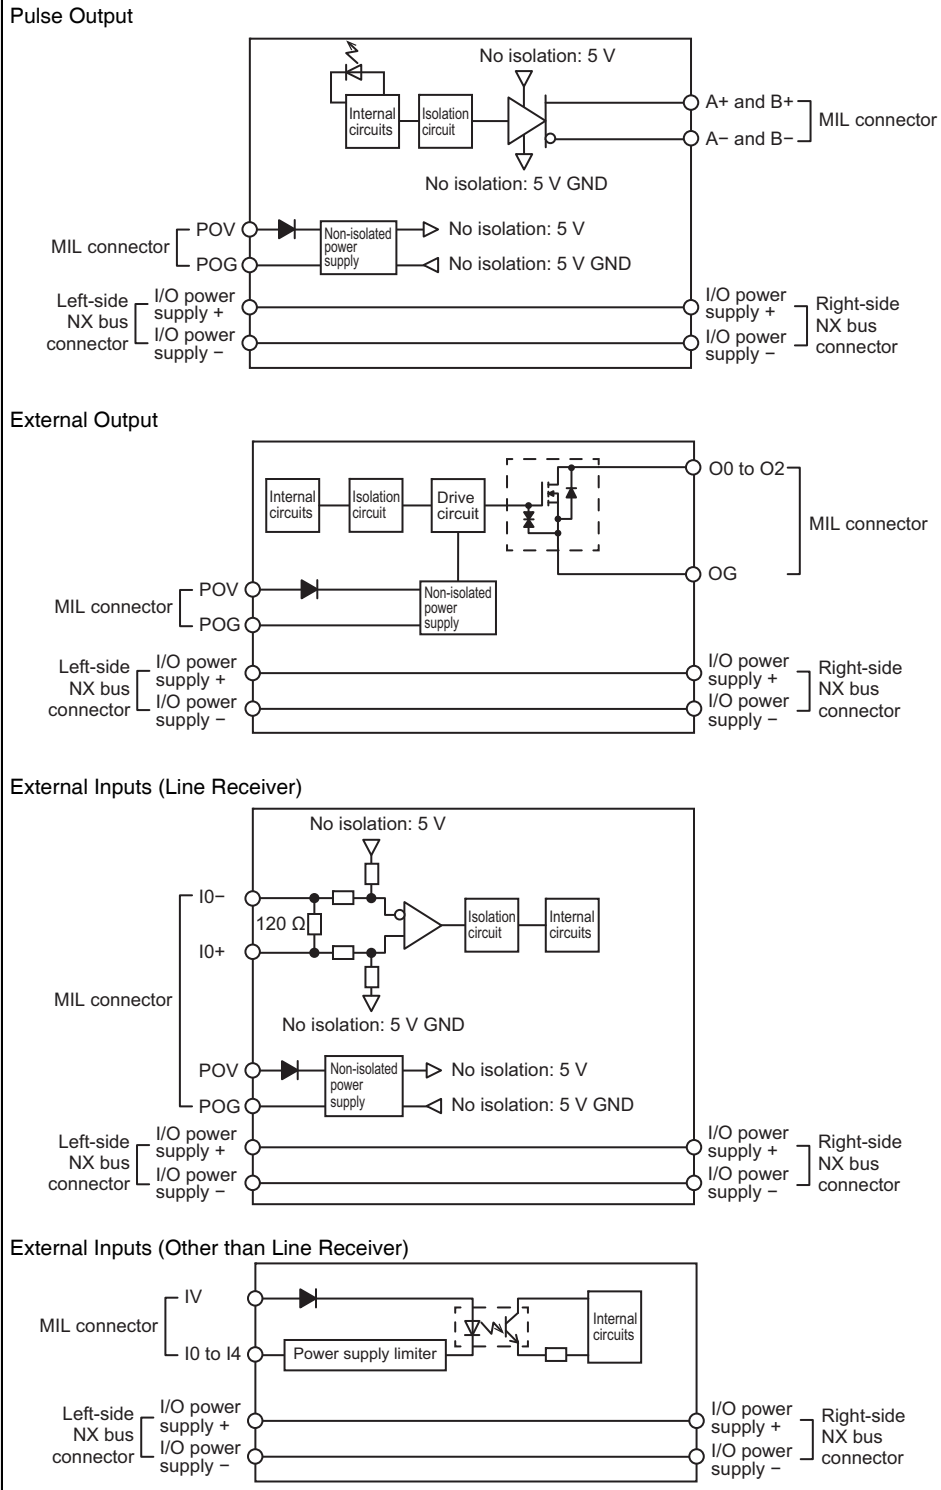 Pulse Output
No isolation: 5 V
Internal
circuits
Isolation
circuit
A+ and B+
A− and B−
MIL connector
No isolation: 5 V GND
MIL connector
POV
POG
Non-isolated
power
supply
No isolation: 5 V
No isolation: 5 V GND
Left-side
NX bus
connector
I/O power
supply +
I/O power
supply −
I/O power
supply +
I/O power
supply −
Right-side
NX bus
connector
External Output
Internal
circuits
Isolation
circuit
Drive
circuit
O0 to O2
OG
MIL connector
MIL connector
POV
POG
Non-isolated
power
supply
Left-side
NX bus
connector
I/O power
supply +
I/O power
supply −
I/O power
supply +
I/O power
supply −
Right-side
NX bus
connector
External Inputs (Line Receiver)
No isolation: 5 V
I0−
120 Ω
I0+
Isolation
circuit
Internal
circuits
MIL connector
No isolation: 5 V GND
POV
POG
Non-isolated
power
supply
No isolation: 5 V
No isolation: 5 V GND
Left-side
NX bus
connector
I/O power
supply +
I/O power
supply −
I/O power
supply +
I/O power
supply −
Right-side
NX bus
connector
External Inputs (Other than Line Receiver)
MIL connector
IV
I0 to I4
Power supply limiter
Internal
circuits
Left-side
NX bus
connector
I/O power
supply +
I/O power
supply −
I/O power
supply +
I/O power
supply −
Right-side
NX bus
connector